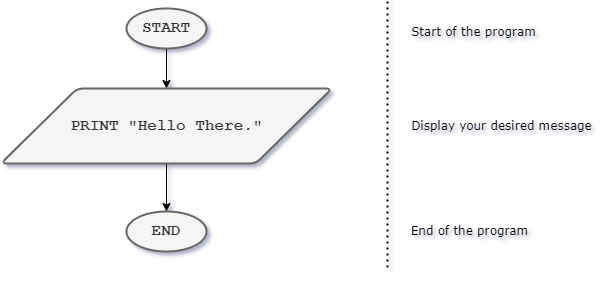 START
Start of the program
PRINT "Hello There."
Display your desired message
END
End of the program